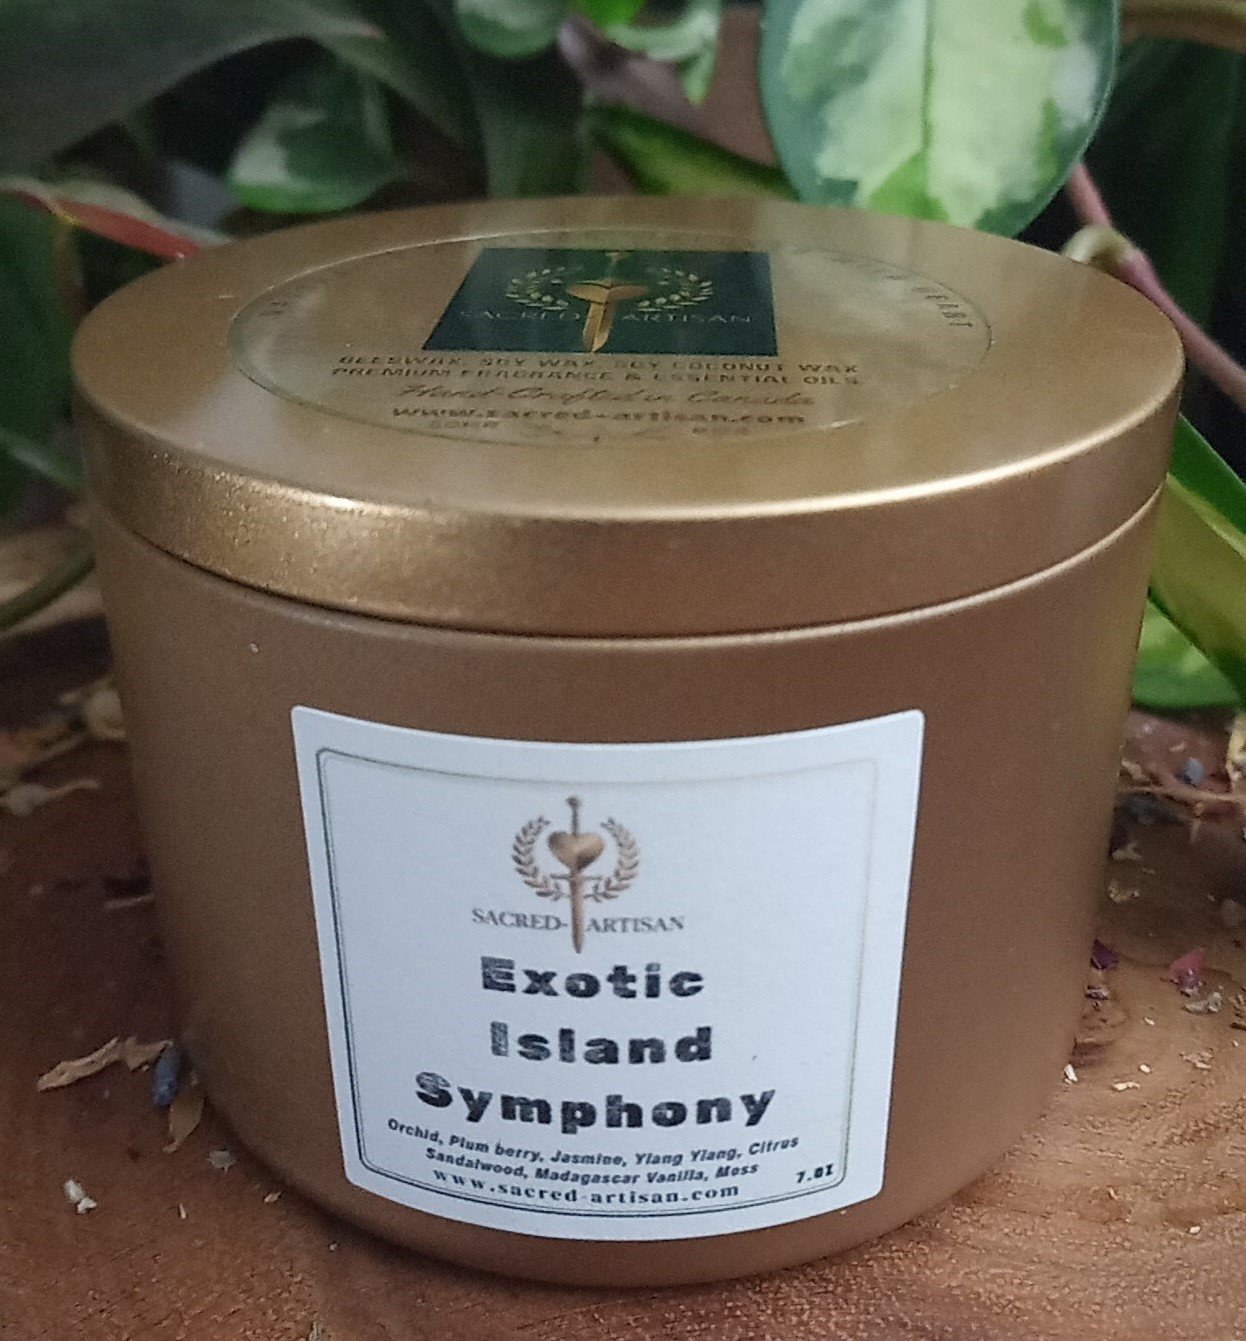 SACRED ARTISAN
BEESWAX, SOY WAX, SOY COCONUT WAX
PREMIUM FRAGRANCE & ESSENTIAL OILS
Hand-Crafted in Canada
www.sacred-artisan.com
SACRED-ARTISAN
Exotic
Island
Symphony
Orchid, Plum berry, Jasmine, Ylang Ylang, Citrus
Sandalwood, Madagascar Vanilla, Moss
7.oz
www.sacred-artisan.com